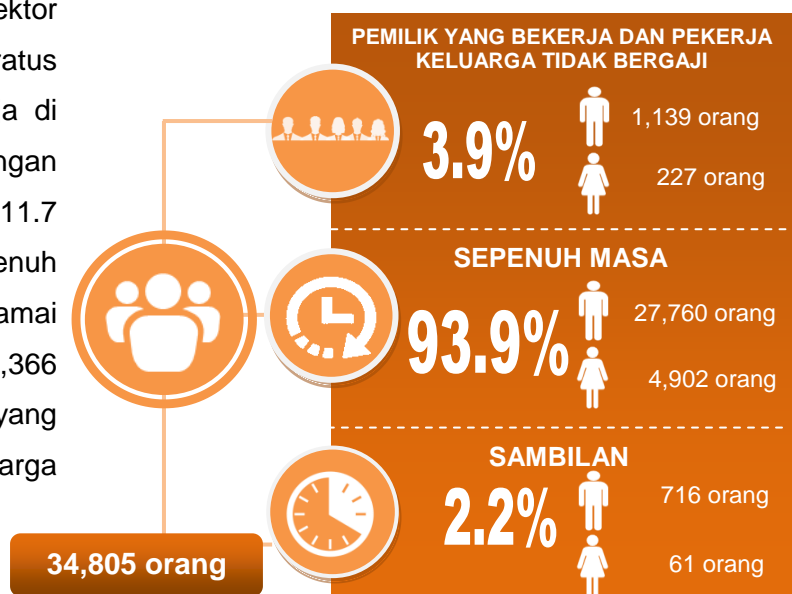 ektor
ratus
a di
ngan
11.7
enuh
amai
,366
yang
arga
PEMILIK YANG BEKERJA DAN PEKERJA
KELUARGA TIDAK BERGAJI
3.9%
1,139 orang
227 orang
SEPENUH MASA
93.9%
27,760 orang
4,902 orang
SAMBILAN
2.2%
716 orang
61 orang
34,805 orang